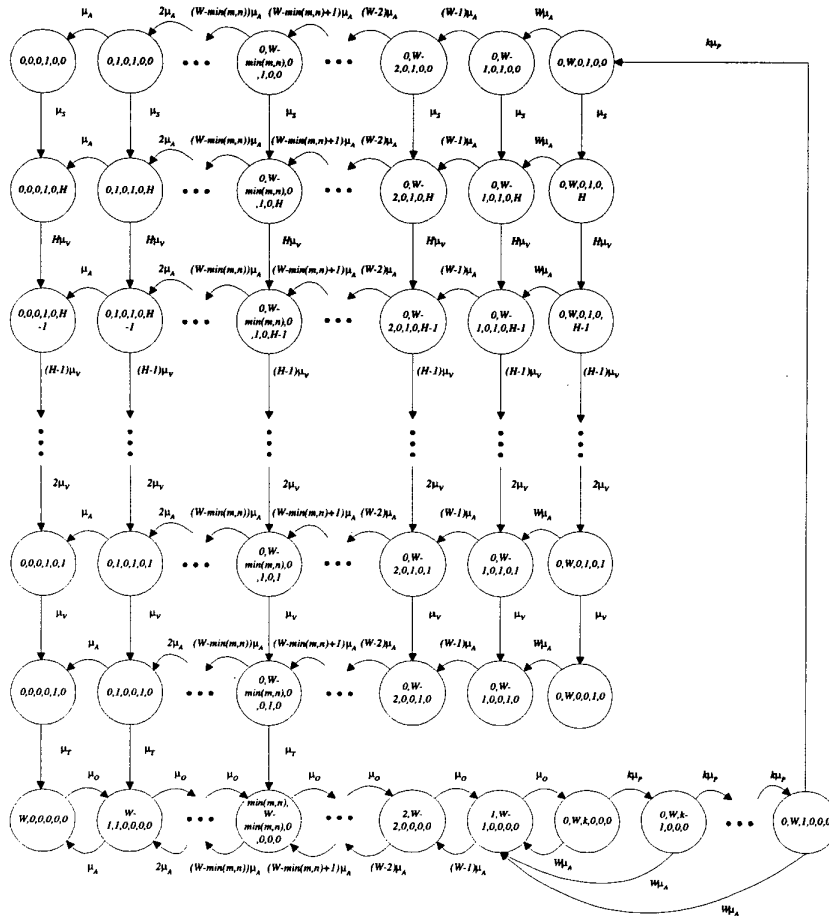 μA 2μA (W-min(m,n))μA (W-min(m,n)+1)μA (W-2)μA (W-1)μA WμA kμP
0,0,0,1,0,0 0,1,0,1,0,0 ••• 0,W-min(m,n),0,1,0,0 ••• 0,W-2,0,1,0,0 0,W-1,0,1,0,0 0,W,0,1,0,0
μS μS μS μS μS μS
μA 2μA (W-min(m,n))μA (W-min(m,n)+1)μA (W-2)μA (W-1)μA WμA
0,0,0,1,0,H 0,1,0,1,0,H ••• 0,W-min(m,n),0,1,0,H ••• 0,W-2,0,1,0,H 0,W-1,0,1,0,H 0,W,0,1,0,H
HμV HμV HμV HμV HμV HμV
μA 2μA (W-min(m,n))μA (W-min(m,n)+1)μA (W-2)μA (W-1)μA WμA
0,0,0,1,0,H-1 0,1,0,1,0,H-1 ••• 0,W-min(m,n),0,1,0,H-1 ••• 0,W-2,0,1,0,H-1 0,W-1,0,1,0,H-1 0,W,0,1,0,H-1
(H-1)μV (H-1)μV (H-1)μV (H-1)μV (H-1)μV (H-1)μV
2μV 2μV 2μV 2μV 2μV 2μV
μA 2μA (W-min(m,n))μA (W-min(m,n)+1)μA (W-2)μA (W-1)μA WμA
0,0,0,1,0,1 0,1,0,1,0,1 ••• 0,W-min(m,n),0,1,0,1 ••• 0,W-2,0,1,0,1 0,W-1,0,1,0,1 0,W,0,1,0,1
μV μV μV μV μV μV
μA 2μA (W-min(m,n))μA (W-min(m,n)+1)μA (W-2)μA (W-1)μA WμA
0,0,0,0,1,0 0,1,0,0,1,0 ••• 0,W-min(m,n),0,0,1,0 ••• 0,W-2,0,0,1,0 0,W-1,0,0,1,0 0,W,0,0,1,0
μT μT μT
μO μO μO μO μO μO μO kμP kμP kμP
W,0,0,0,0,0 W-1,1,0,0,0,0 ••• min(m,n),W-min(m,n),0,0,0,0 ••• 2,W-2,0,0,0,0 1,W-1,0,0,0,0 0,W,k,0,0,0 0,W,k-1,0,0,0 ••• 0,W,1,0,0,0
μA 2μA (W-min(m,n))μA (W-min(m,n)+1)μA (W-2)μA (W-1)μA WμA WμA
WμA